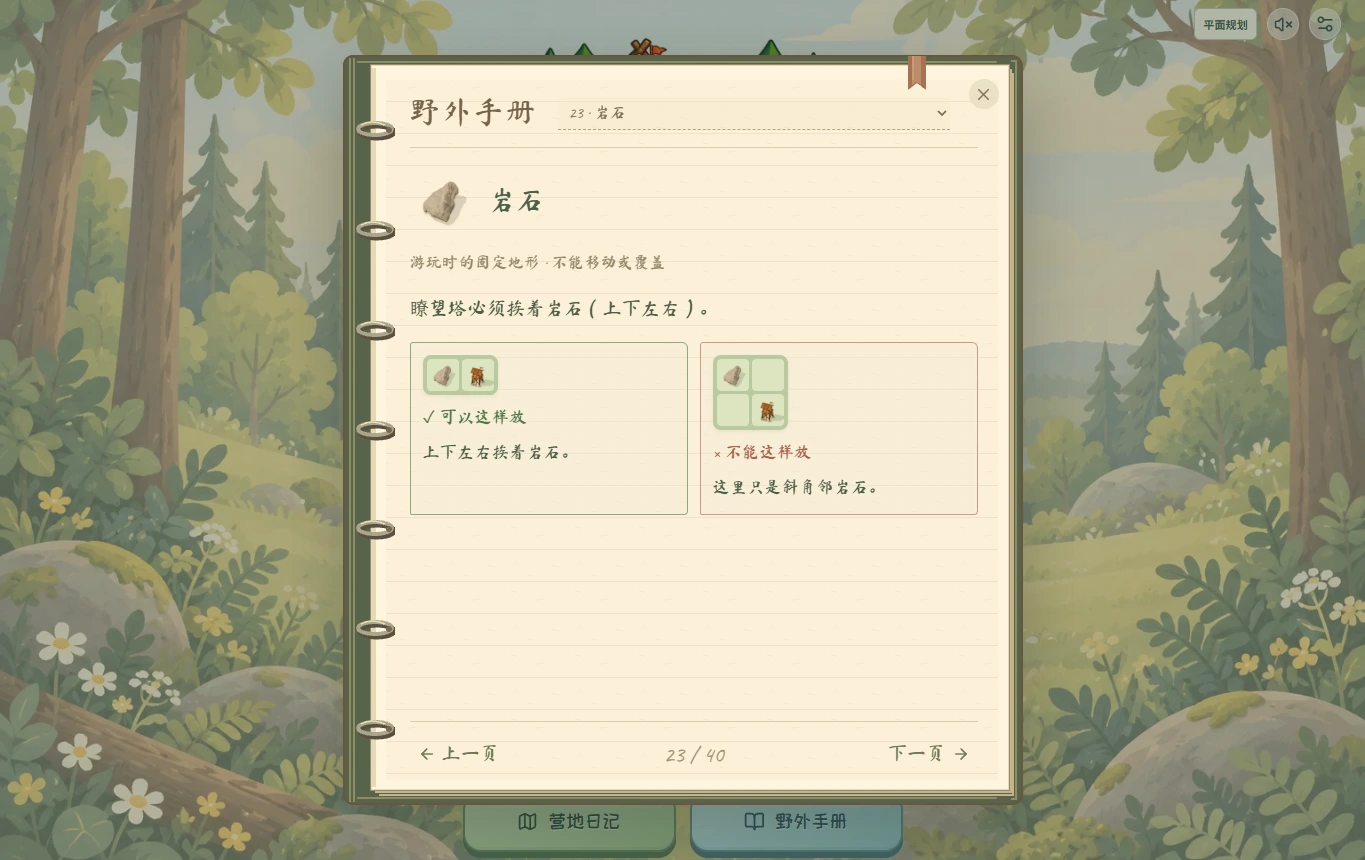 平面规划
野外手册
23 · 岩石
岩石
游玩时的固定地形 · 不能移动或覆盖
瞭望塔必须挨着岩石(上下左右)。
✓ 可以这样放
上下左右挨着岩石。
× 不能这样放
这里只是斜角邻岩石。
← 上一页
23 / 40
下一页 →
营地日记
野外手册